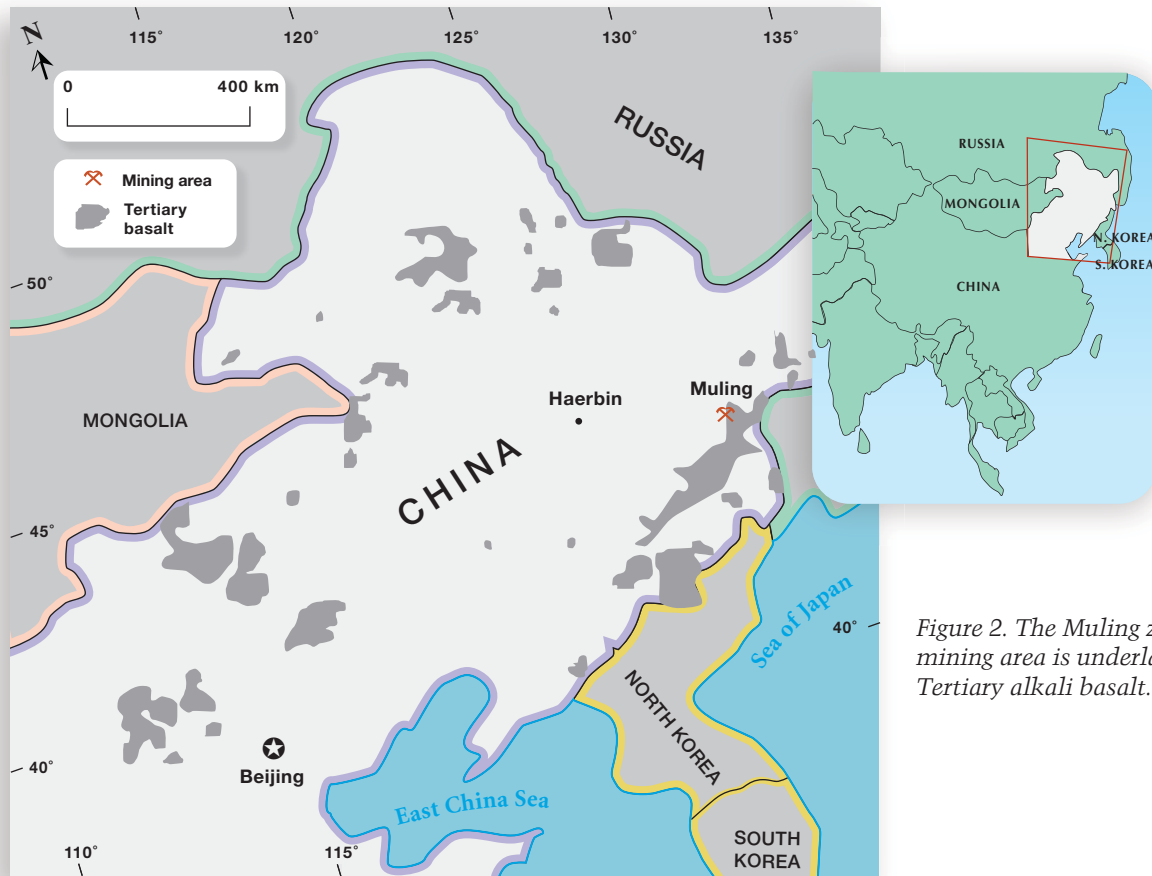 115° 120° 125° 130° 135°
N
0 400 km
Mining area
Tertiary
basalt
RUSSIA
50°
MONGOLIA
Haerbin
Muling
CHINA
45°
40°
Sea of Japan
NORTH KOREA
40°
Beijing
East China Sea
SOUTH
KOREA
110° 115°
RUSSIA
MONGOLIA
N. KOREA
S. KOREA
CHINA
Figure 2. The Muling
mining area is
Tertiary alkali basalt.